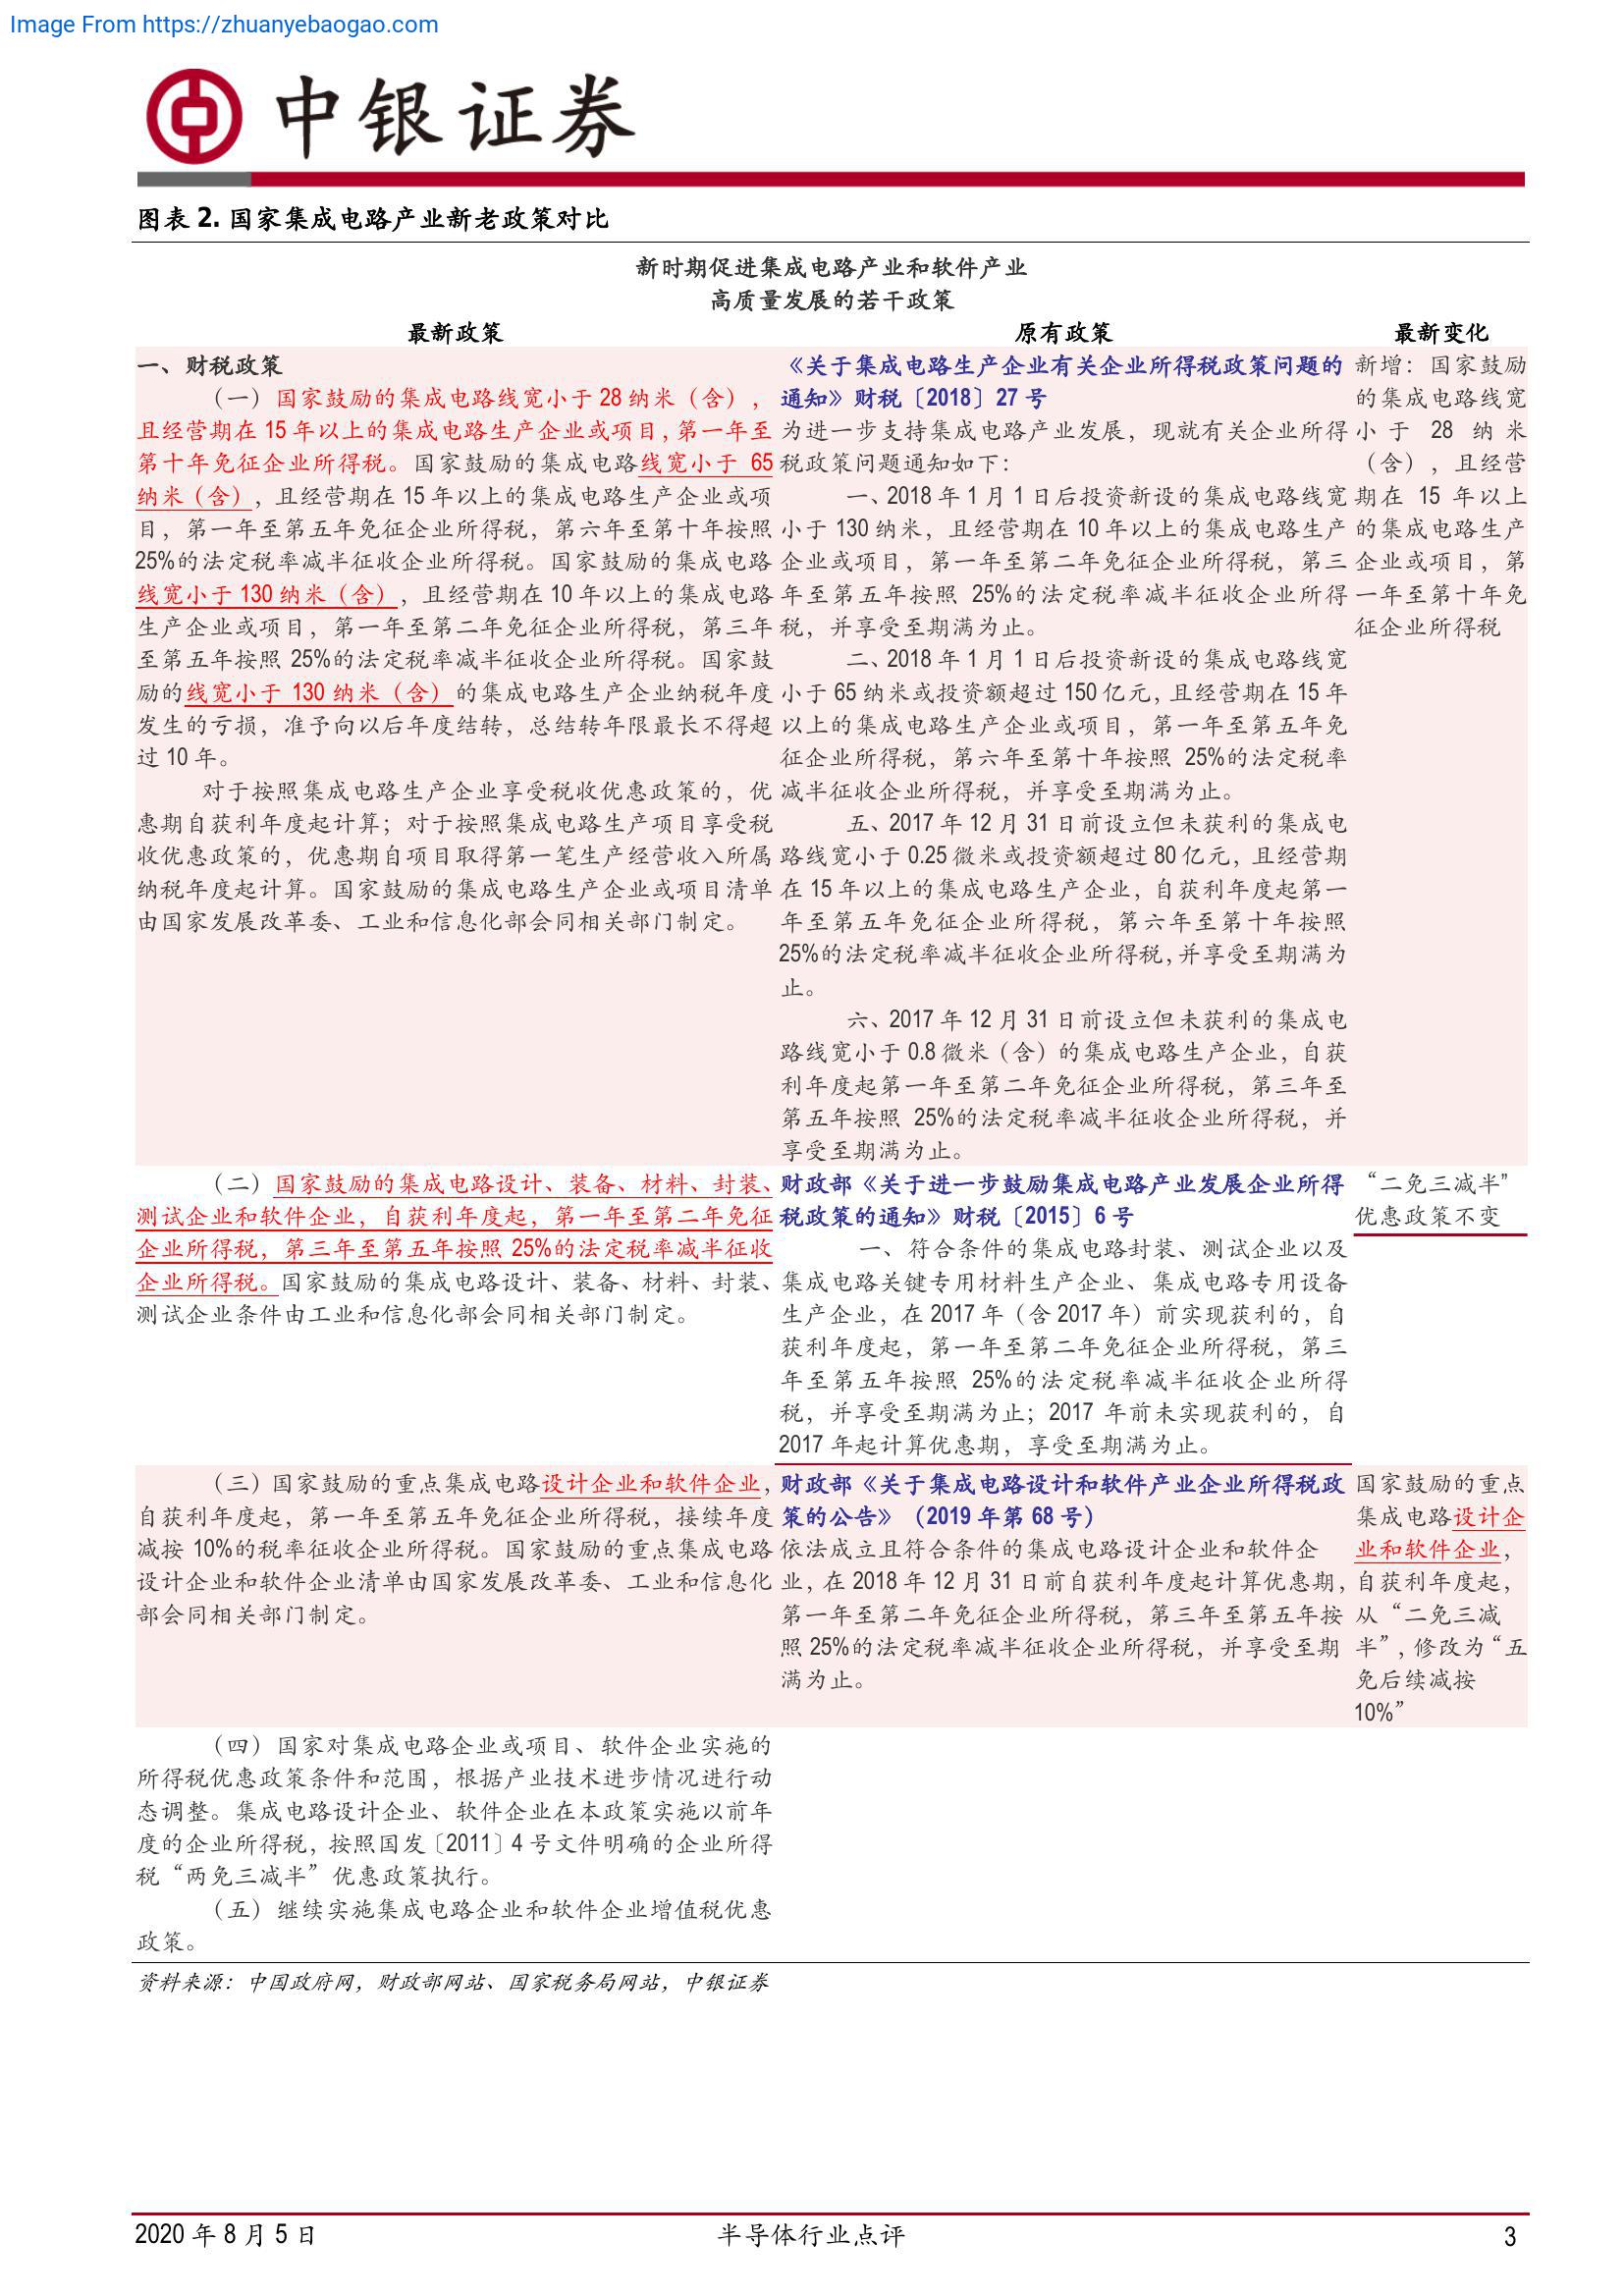 Image From https://zhuanyebaogao.com
中银证券
图表 2. 国家集成电路产业新老政策对比
新时期促进集成电路产业和软件产业
高质量发展的若干政策
最新政策 原有政策 最新变化
一、财税政策
（一）国家鼓励的集成电路线宽小于 28 纳米（含），
且经营期在 15 年以上的集成电路生产企业或项目，第一年至
第十年免征企业所得税。国家鼓励的集成电路线宽小于 65
纳米（含），且经营期在 15 年以上的集成电路生产企业或项
目，第一年至第五年免征企业所得税，第六年至第十年按照
25%的法定税率减半征收企业所得税。国家鼓励的集成电路
线宽小于 130 纳米（含），且经营期在 10 年以上的集成电路
生产企业或项目，第一年至第二年免征企业所得税，第三年
至第五年按照 25%的法定税率减半征收企业所得税。国家鼓
励的线宽小于 130 纳米（含）的集成电路生产企业纳税年度
发生的亏损，准予向以后年度结转，总结转年限最长不得超
过 10 年。
对于按照集成电路生产企业享受税收优惠政策的，优
惠期自获利年度起计算；对于按照集成电路生产项目享受税
收优惠政策的，优惠期自项目取得第一笔生产经营收入所属
纳税年度起计算。国家鼓励的集成电路生产企业或项目清单
由国家发展改革委、工业和信息化部会同相关部门制定。
《关于集成电路生产企业有关企业所得税政策问题的
通知》财税〔2018〕27 号
为进一步支持集成电路产业发展，现就有关企业所得
税政策问题通知如下：
一、2018 年 1 月 1 日后投资新设的集成电路线宽
小于 130 纳米，且经营期在 10 年以上的集成电路生产
企业或项目，第一年至第二年免征企业所得税，第三
年至第五年按照 25%的法定税率减半征收企业所得
税，并享受至期满为止。
二、2018 年 1 月 1 日后投资新设的集成电路线宽
小于 65 纳米或投资额超过 150 亿元，且经营期在 15 年
以上的集成电路生产企业或项目，第一年至第五年免
征企业所得税，第六年至第十年按照 25%的法定税率
减半征收企业所得税，并享受至期满为止。
五、2017 年 12 月 31 日前设立但未获利的集成电
路线宽小于 0.25 微米或投资额超过 80 亿元，且经营期
在 15 年以上的集成电路生产企业，自获利年度起第一
年至第五年免征企业所得税，第六年至第十年按照
25%的法定税率减半征收企业所得税，并享受至期满为
止。
六、2017 年 12 月 31 日前设立但未获利的集成电
路线宽小于 0.8 微米（含）的集成电路生产企业，自获
利年度起第一年至第二年免征企业所得税，第三年至
第五年按照 25%的法定税率减半征收企业所得税，并
享受至期满为止。
新增：国家鼓励
的集成电路线宽
小于 28 纳米
（含），且经营
期在 15 年以上
的集成电路生产
企业或项目，第
一年至第十年免
征企业所得税
（二）国家鼓励的集成电路设计、装备、材料、封装、
测试企业和软件企业，自获利年度起，第一年至第二年免征
企业所得税，第三年至第五年按照 25%的法定税率减半征收
企业所得税。国家鼓励的集成电路设计、装备、材料、封装、
测试企业条件由工业和信息化部会同相关部门制定。
财政部《关于进一步鼓励集成电路产业发展企业所得
税政策的通知》财税〔2015〕6 号
一、符合条件的集成电路封装、测试企业以及
集成电路关键专用材料生产企业、集成电路专用设备
生产企业，在 2017 年（含 2017 年）前实现获利的，自
获利年度起，第一年至第二年免征企业所得税，第三
年至第五年按照 25%的法定税率减半征收企业所得
税，并享受至期满为止；2017 年前未实现获利的，自
2017 年起计算优惠期，享受至期满为止。
“二免三减半”
优惠政策不变
（三）国家鼓励的重点集成电路设计企业和软件企业，
自获利年度起，第一年至第五年免征企业所得税，接续年度
减按 10%的税率征收企业所得税。国家鼓励的重点集成电路
设计企业和软件企业清单由国家发展改革委、工业和信息化
部会同相关部门制定。
财政部《关于集成电路设计和软件产业企业所得税政
策的公告》（2019 年第 68 号）
依法成立且符合条件的集成电路设计企业和软件企
业，在 2018 年 12 月 31 日前自获利年度起计算优惠期，
第一年至第二年免征企业所得税，第三年至第五年按
照 25%的法定税率减半征收企业所得税，并享受至期
满为止。
国家鼓励的重点
集成电路设计企
业和软件企业，
自获利年度起，
从“二免三减
半”，修改为“五
免后续减按
10%”
（四）国家对集成电路企业或项目、软件企业实施的
所得税优惠政策条件和范围，根据产业技术进步情况进行动
态调整。集成电路设计企业、软件企业在本政策实施以前年
度的企业所得税，按照国发〔2011〕4 号文件明确的企业所得
税“两免三减半”优惠政策执行。
（五）继续实施集成电路企业和软件企业增值税优惠
政策。
资料来源：中国政府网，财政部网站、国家税务局网站，中银证券
2020 年 8 月 5 日 半导体行业点评 3